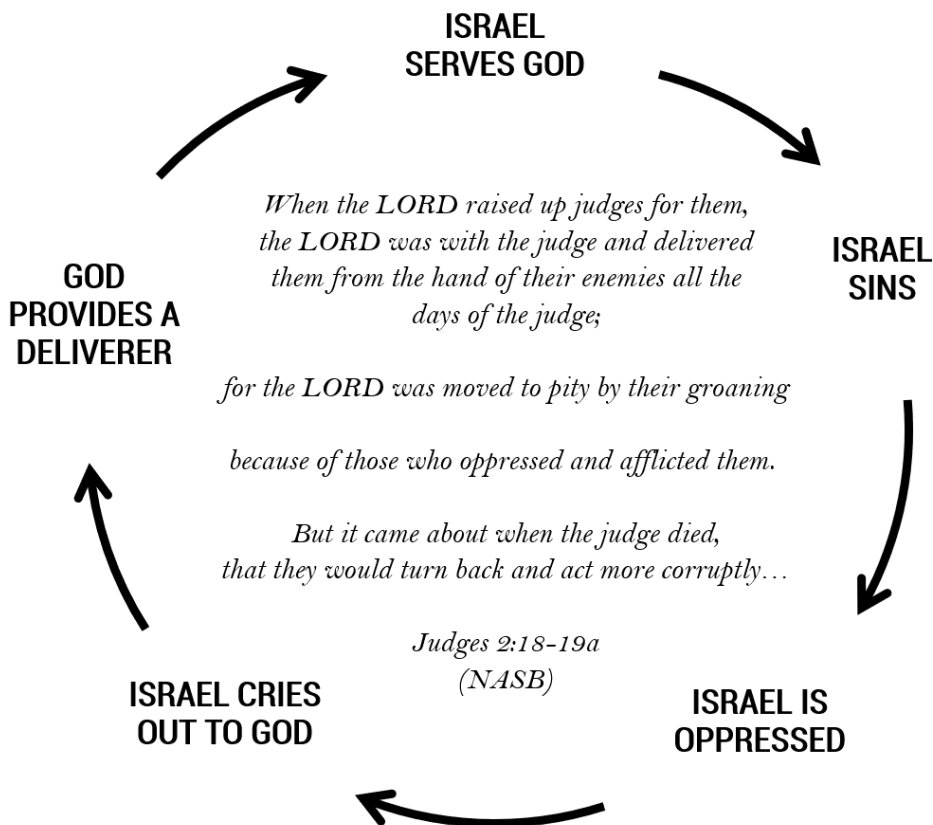 ISRAEL
SERVES GOD
ISRAEL
SINS
ISRAEL IS
OPPRESSED
ISRAEL CRIES
OUT TO GOD
GOD
PROVIDES A
DELIVERER
When the LORD raised up judges for them,
the LORD was with the judge and delivered
them from the hand of their enemies all the
days of the judge;
for the LORD was moved to pity by their groaning
because of those who oppressed and afflicted them.
But it came about when the judge died,
that they would turn back and act more corruptly…
Judges 2:18-19a
(NASB)